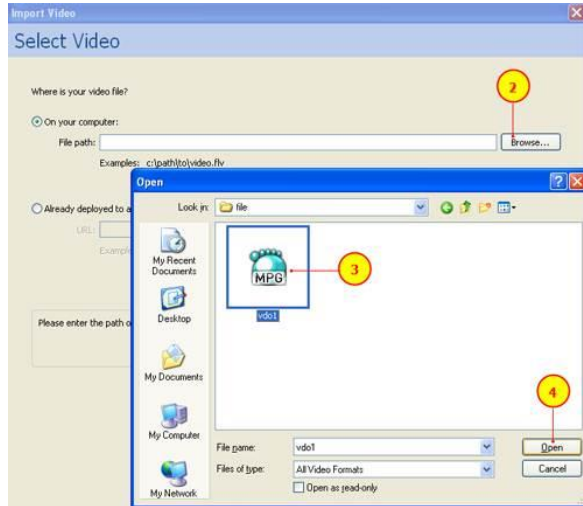 Import Video
Select Video
Where is your video file?
On your computer:
File path:
Browse...
2
Examples: c:\path\to\video.flv
Already deployed to a
URL:
Example
Please enter the path o
Open
Look in: file
My Recent Documents
Desktop
My Documents
My Computer
My Network
MPG
vdo1
3
4
File name: vdo1 Open
Files of type: All Video Formats Cancel
Open as read-only